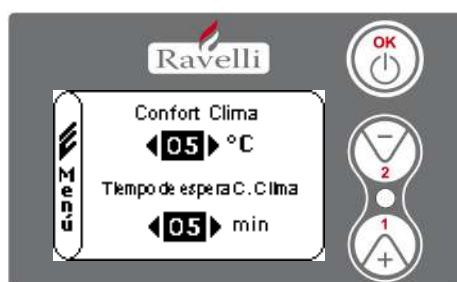 Ravelli
OK
Confort Clima
05 °C
Tiempo de espera C. Clima
05 min
Menú
2
1